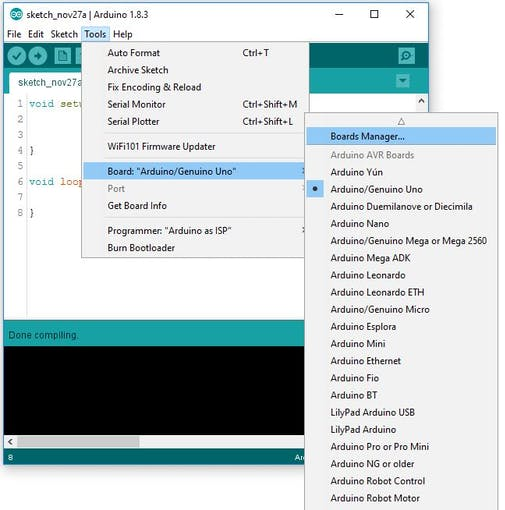 sketch_nov27a | Arduino 1.8.3
File Edit Sketch Tools Help
sketch_nov27a
1 void setu
2
3
4 }
5
6 void loop
7
8 }
Auto Format Ctrl+T
Archive Sketch
Fix Encoding & Reload
Serial Monitor Ctrl+Shift+M
Serial Plotter Ctrl+Shift+L
WiFi101 Firmware Updater
Board: "Arduino/Genuino Uno"
Port
Get Board Info
Programmer: "Arduino as ISP"
Burn Bootloader
Boards Manager...
Arduino AVR Boards
Arduino Yún
Arduino/Genuino Uno
Arduino Duemilanove or Diecimila
Arduino Nano
Arduino/Genuino Mega or Mega 2560
Arduino Mega ADK
Arduino Leonardo
Arduino Leonardo ETH
Arduino/Genuino Micro
Arduino Esplora
Arduino Mini
Arduino Ethernet
Arduino Fio
Arduino BT
LilyPad Arduino USB
LilyPad Arduino
Arduino Pro or Pro Mini
Arduino NG or older
Arduino Robot Control
Arduino Robot Motor
Done compiling.
8 Ar